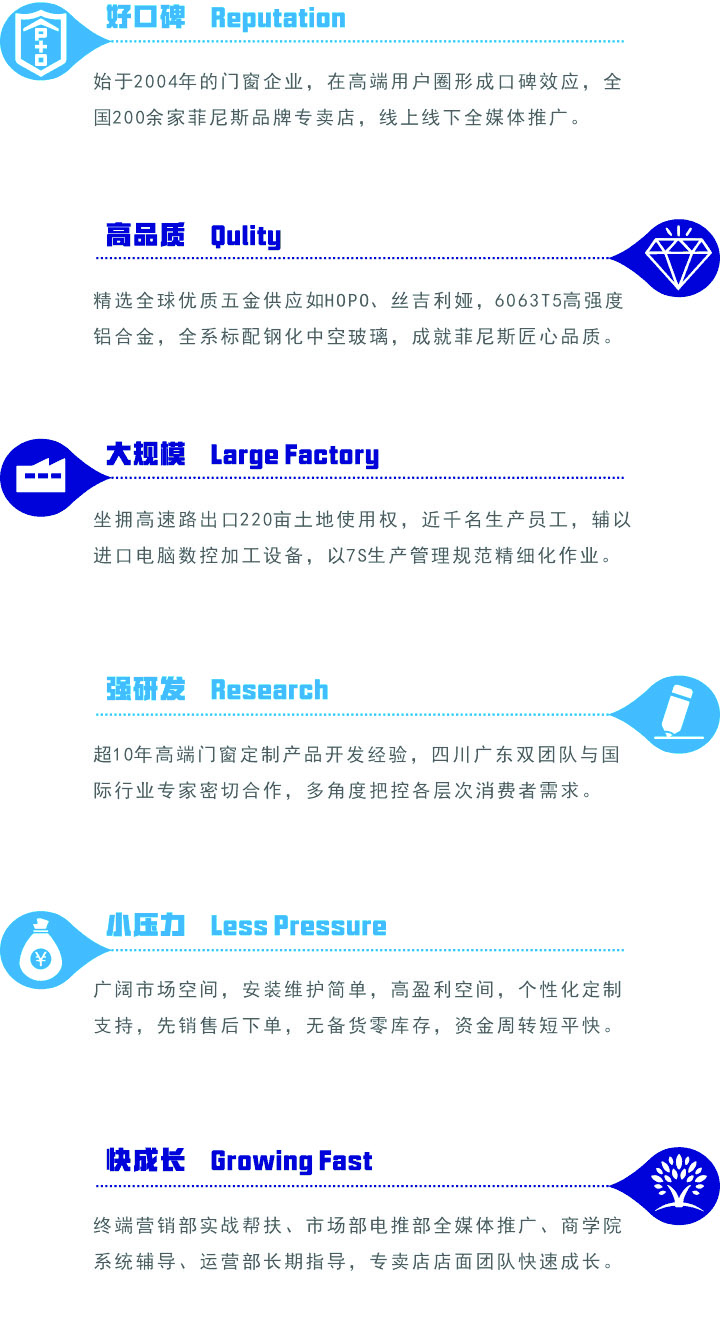 好口碑 Reputation
始于2004年的门窗企业，在高端用户圈形成口碑效应，全
国200余家菲尼斯品牌专卖店，线上线下全媒体推广。
高品质 Qulity
精选全球优质五金供应如HOPO、丝吉利娅，6063T5高强度
铝合金，全系标配钢化中空玻璃，成就菲尼斯匠心品质。
大规模 Large Factory
坐拥高速路出口220亩土地使用权，近千名生产员工，辅以
进口电脑数控加工设备，以7S生产管理规范精细化作业。
强研发 Research
超10年高端门窗定制产品开发经验，四川广东双团队与国
际行业专家密切合作，多角度把控各层次消费者需求。
小压力 Less Pressure
¥
广阔市场空间，安装维护简单，高盈利空间，个性化定制
支持，先销售后下单，无备货零库存，资金周转短平快。
快成长 Growing Fast
终端营销部实战帮扶、市场部电推部全媒体推广、商学院
系统辅导、运营部长期指导，专卖店店面团队快速成长。